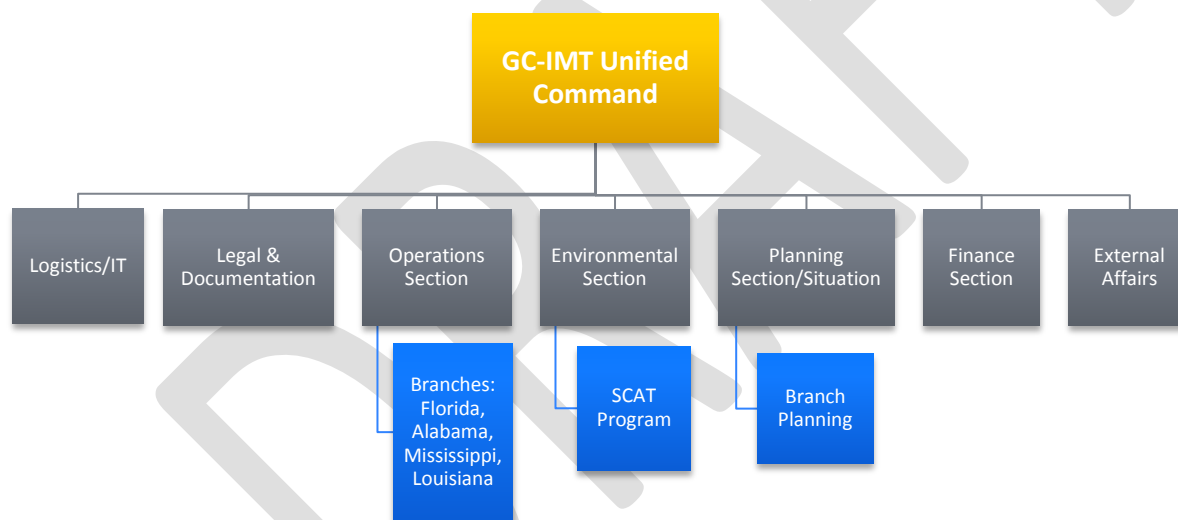 GC-IMT Unified
Command
Logistics/IT
Legal &
Documentation
Operations
Section
Environmental
Section
Planning
Section/Situation
Finance
Section
External
Affairs
Branches:
Florida,
Alabama,
Mississippi,
Louisiana
SCAT
Program
Branch
Planning
DRAFT